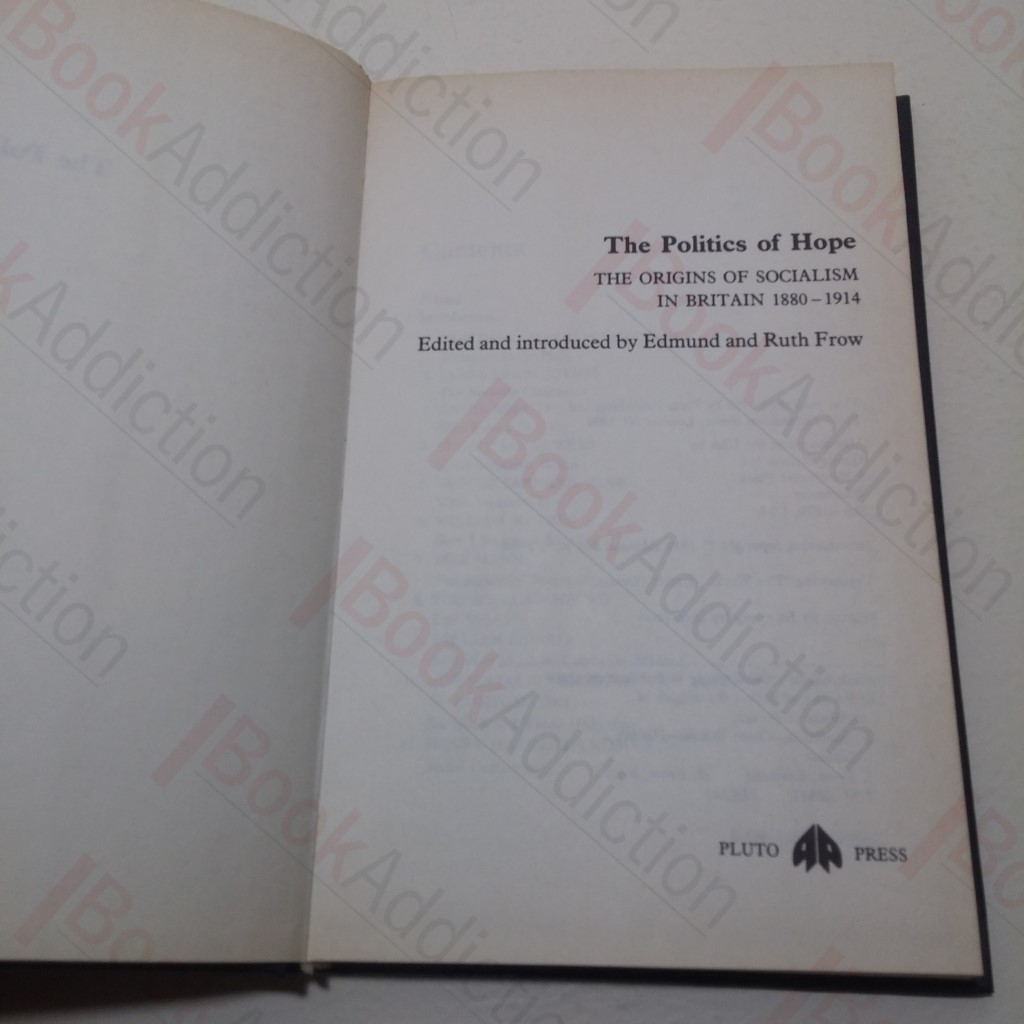 The Politics of Hope
THE ORIGINS OF SOCIALISM
IN BRITAIN 1880–1914
Edited and introduced by Edmund and Ruth Frow
PLUTO PRESS
BookAddiction